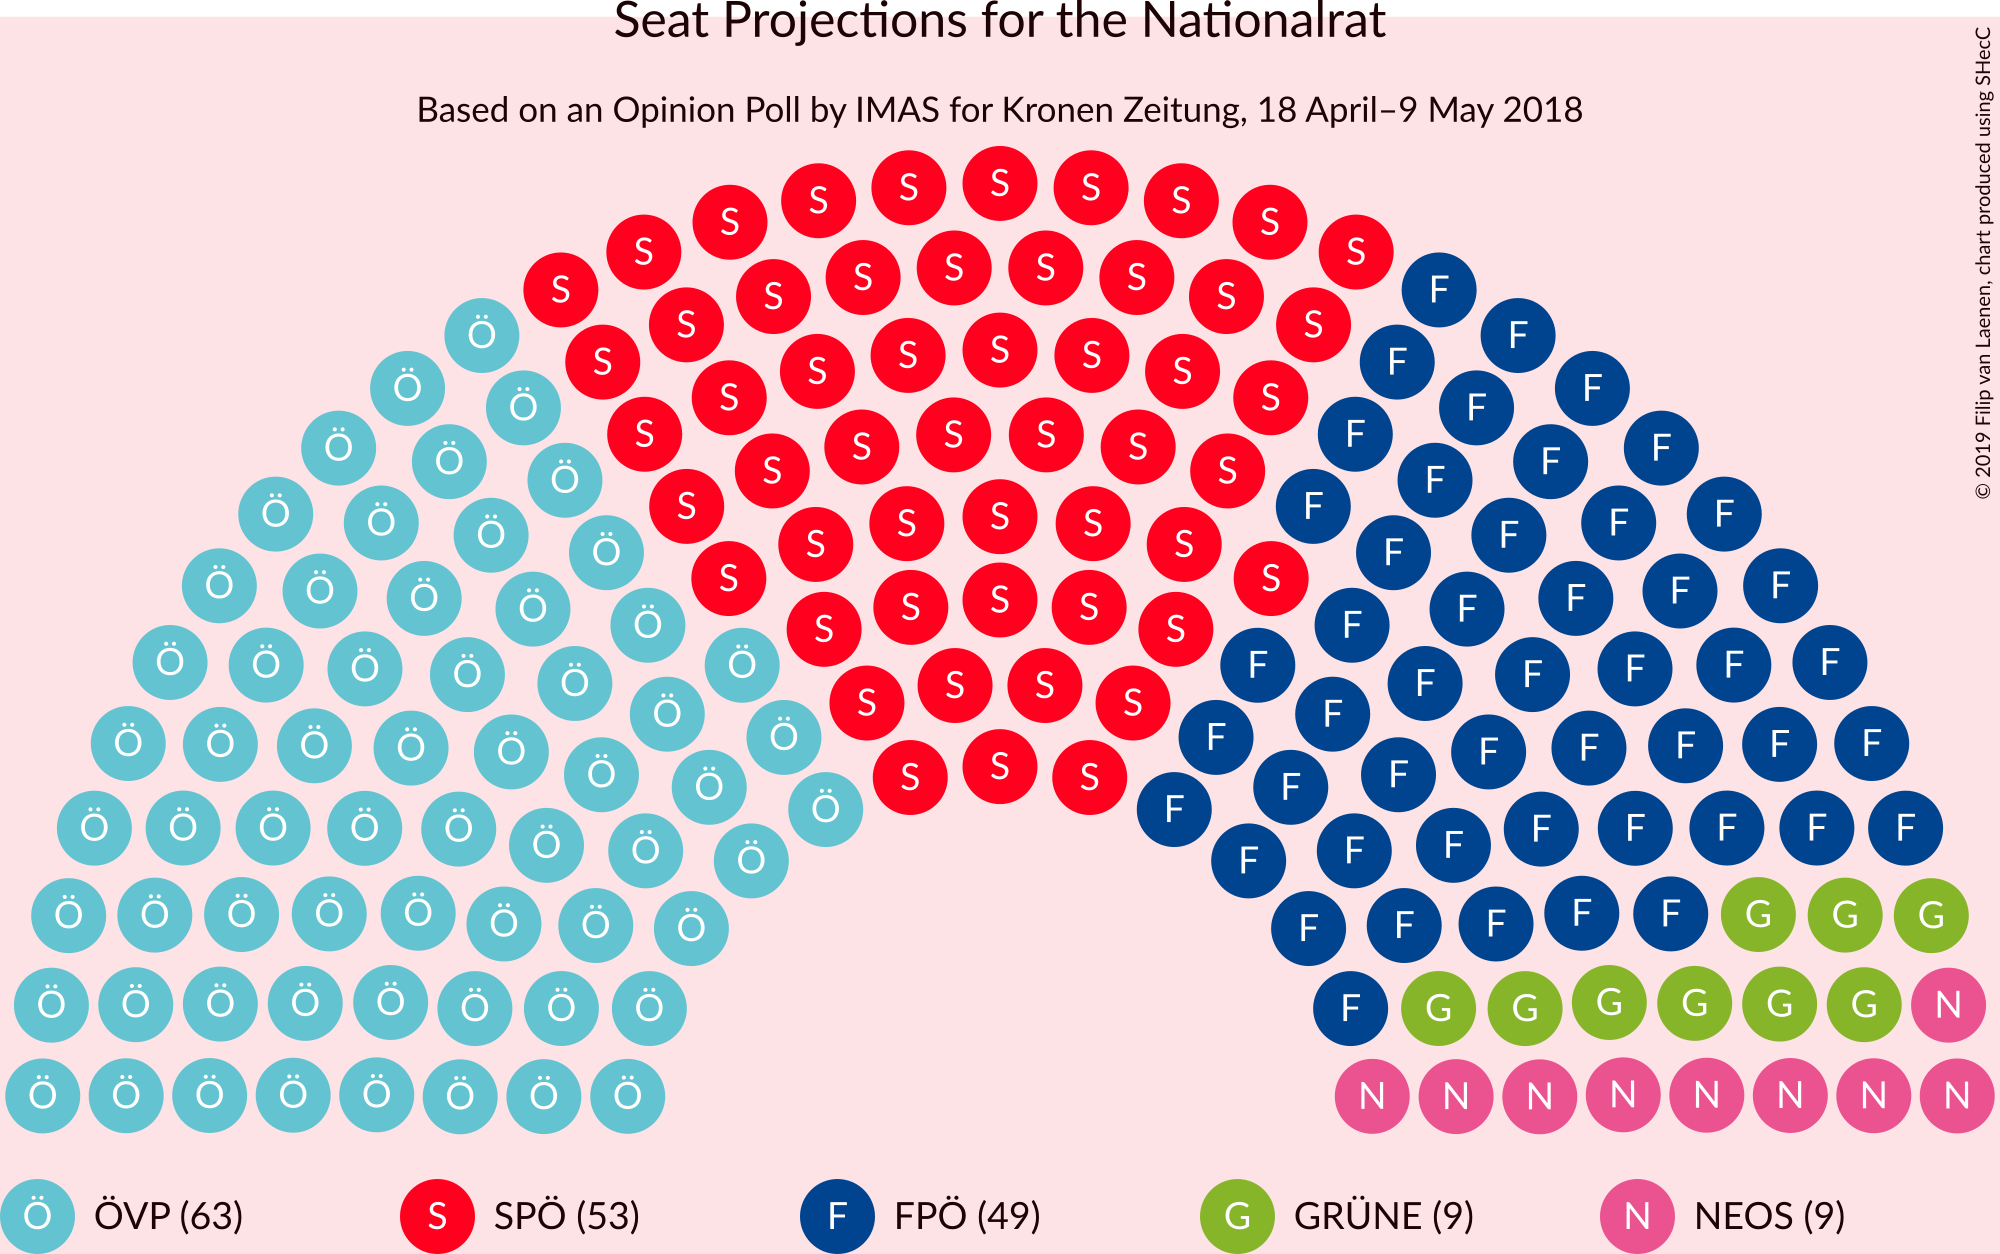 Seat Projections for the Nationalrat
Based on an Opinion Poll by IMAS for Kronen Zeitung, 18 April–9 May 2018
© 2019 Filip van Laenen, chart produced using SHecC
S S S S S S S S S S F
Ö S S S S S S S S F F
Ö Ö S S S S S S S F F F
Ö Ö Ö S S S S S S F F F F
Ö Ö Ö Ö S S S S S S F F F F F
Ö Ö Ö Ö Ö S S S S S F F F F F
Ö Ö Ö Ö Ö Ö S S S S F F F F F F
Ö Ö Ö Ö Ö Ö Ö Ö S S S F F F F F F F F
Ö Ö Ö Ö Ö Ö Ö Ö Ö F F F F F F F F F
Ö Ö Ö Ö Ö Ö Ö Ö F F F F F G G G
Ö Ö Ö Ö Ö Ö Ö Ö F G G G G G G N
Ö Ö Ö Ö Ö Ö Ö Ö N N N N N N N N
Ö ÖVP (63) S SPÖ (53) F FPÖ (49) G GRÜNE (9) N NEOS (9)